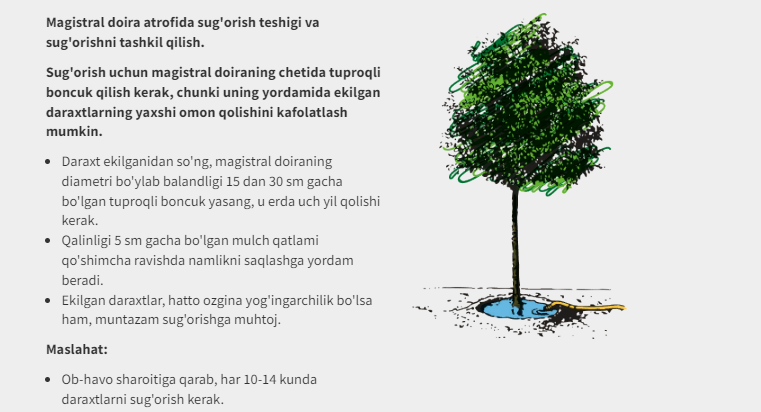 Magistral doira atrofida sug'orish teshigi va
sug'orishni tashkil qilish.
Sug'orish uchun magistral doiraning chetida tuproqli
boncuk qilish kerak, chunki uning yordamida ekilgan
daraxtlarning yaxshi omon qolishini kafolatlash
mumkin.
Daraxt ekilganidan so'ng, magistral doiraning
diametri bo'ylab balandligi 15 dan 30 sm gacha
bo'lgan tuproqli boncuk yasang, u erda uch yil qolishi
kerak.
Qalinligi 5 sm gacha bo'lgan mulch qatlami
qo'shimcha ravishda namlikni saqlashga yordam
beradi.
Ekilgan daraxtlar, hatto ozgina yog'ingarchilik bo'lsa
ham, muntazam sug'orishga muhtoj.
Maslahat:
Ob-havo sharoitiga qarab, har 10-14 kunda
daraxtlarni sug'orish kerak.